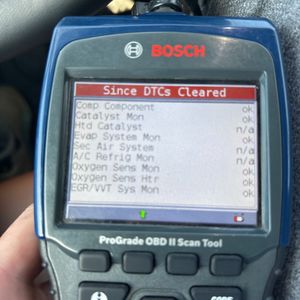 BOSCH
Since DTCs Cleared
Comp Component ok
Catalyst Mon ok
Htd Catalyst n/a
Evap System Mon ok
Sec Air System n/a
A/C Refrig Mon n/a
Oxygen Sens Mon ok
Oxygen Sens Htr ok
EGR/VVT Sys Mon ok
ProGrade OBD II Scan Tool
CODE